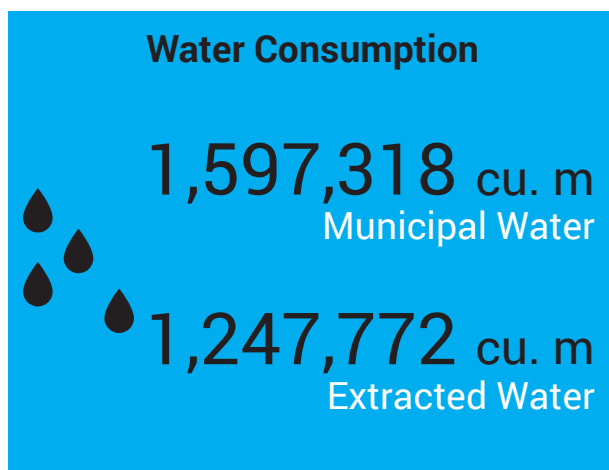 Water Consumption
1,597,318 cu. m
Municipal Water
1,247,772 cu. m
Extracted Water